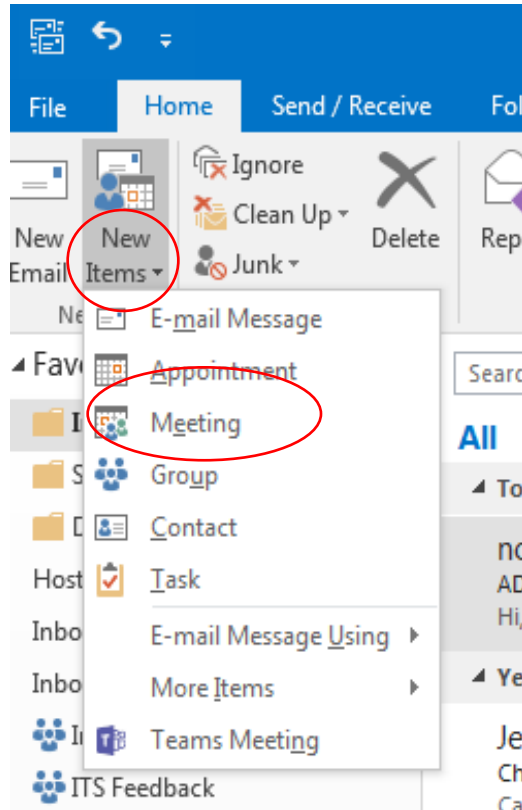 File Home Send / Receive
Ignore
Clean Up
Junk
New Email
New Items
Delete
E-mail Message
Appointment
Meeting
Group
Contact
Task
E-mail Message Using
More Items
Teams Meeting
All
Hi,
ITS Feedback